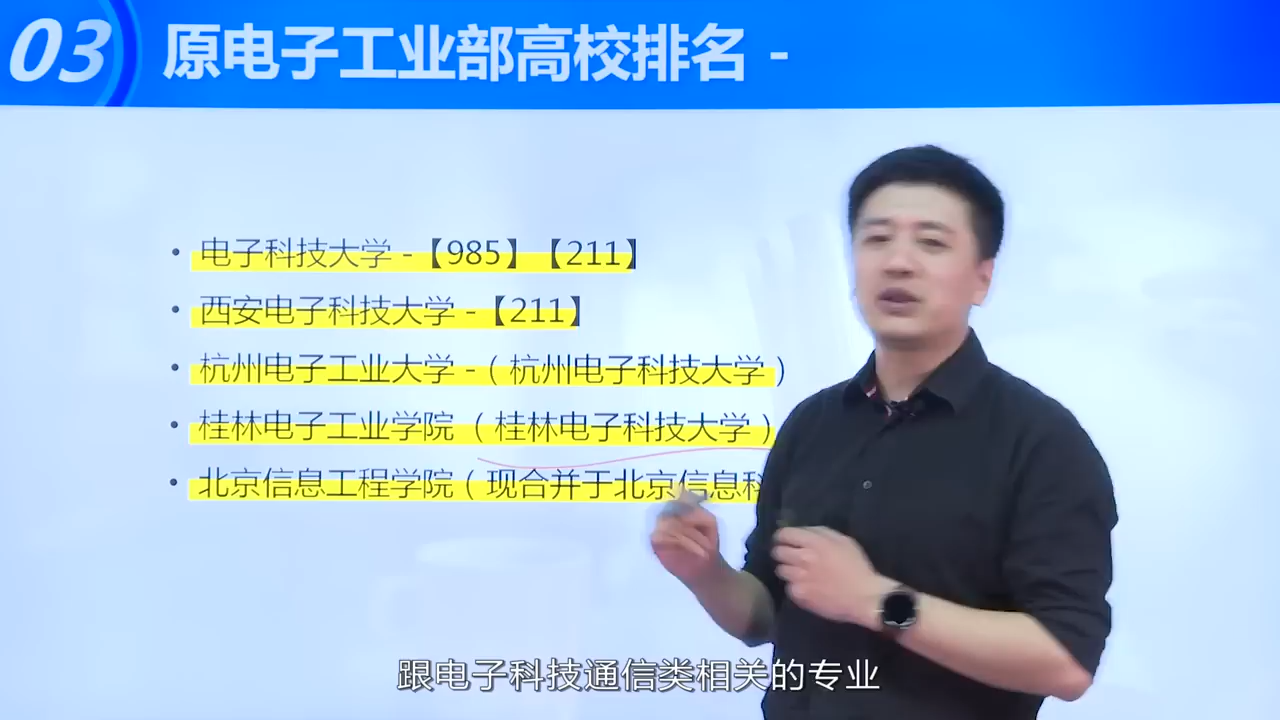 03 原电子工业部高校排名 -
• 电子科技大学 -【985】【211】
• 西安电子科技大学 -【211】
• 杭州电子工业大学 -（杭州电子科技大学）
• 桂林电子工业学院（桂林电子科技大学）
• 北京信息工程学院（现合并于北京信息科
跟电子科技通信类相关的专业